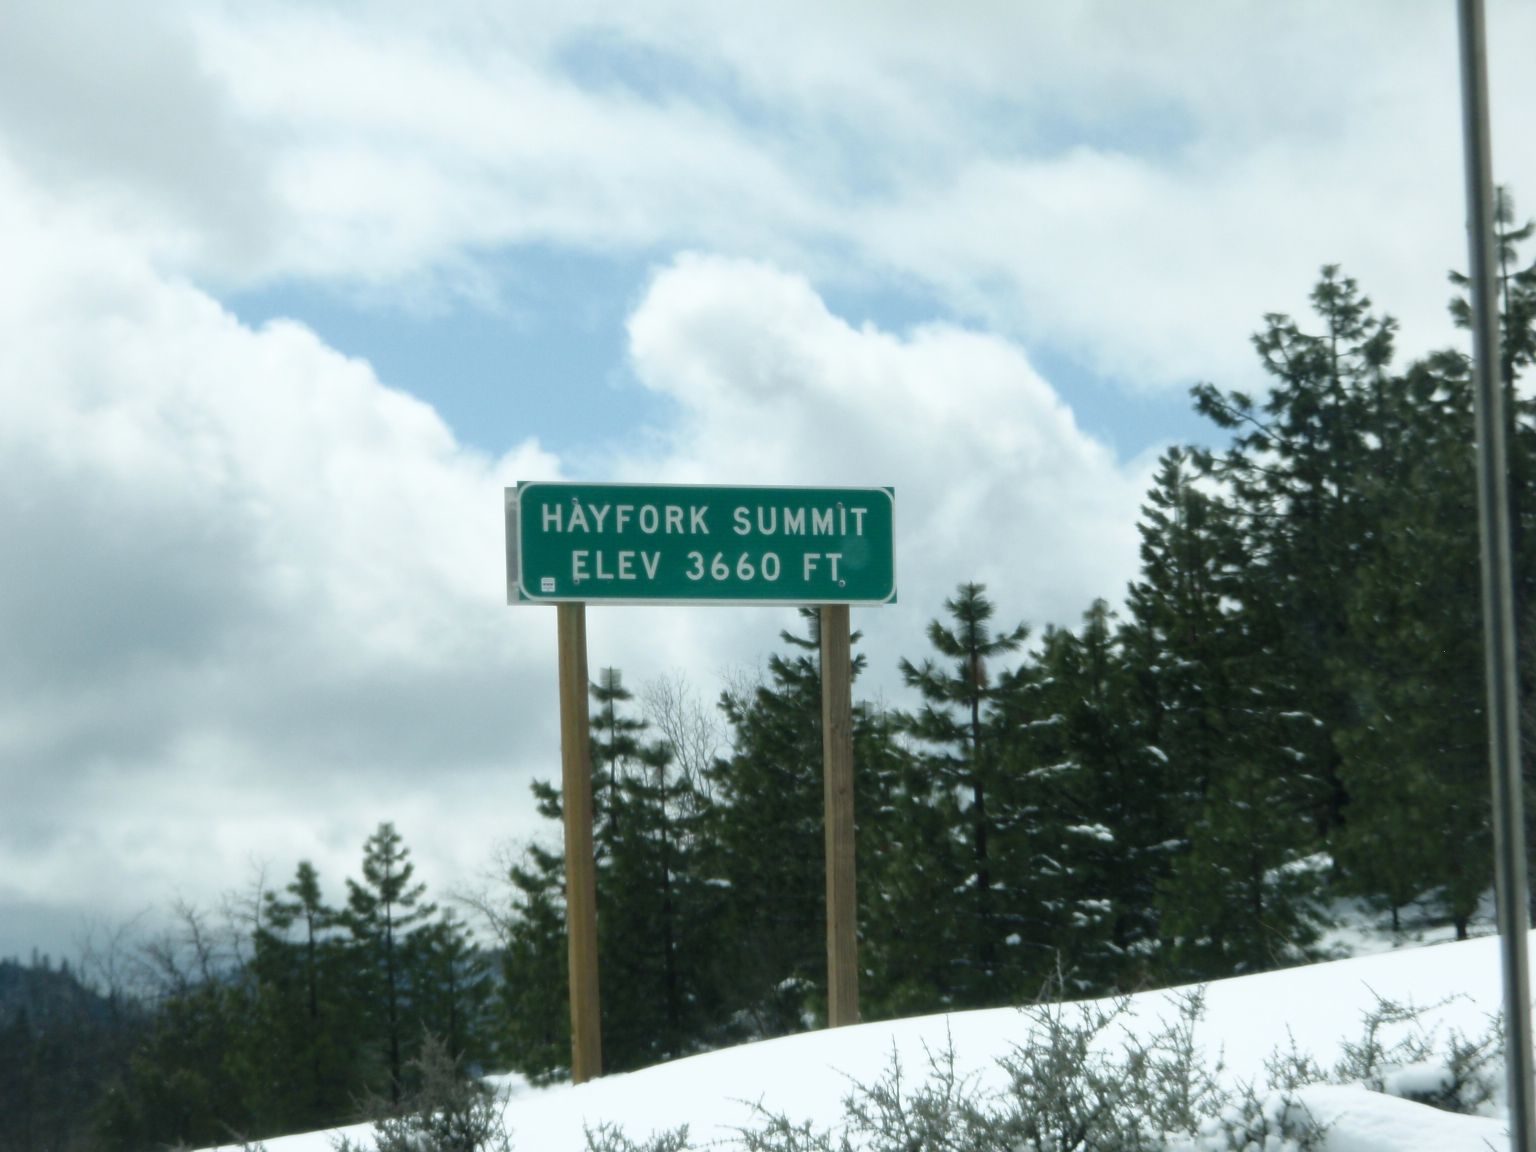 HAYFORK SUMMIT
ELEV 3660 FT